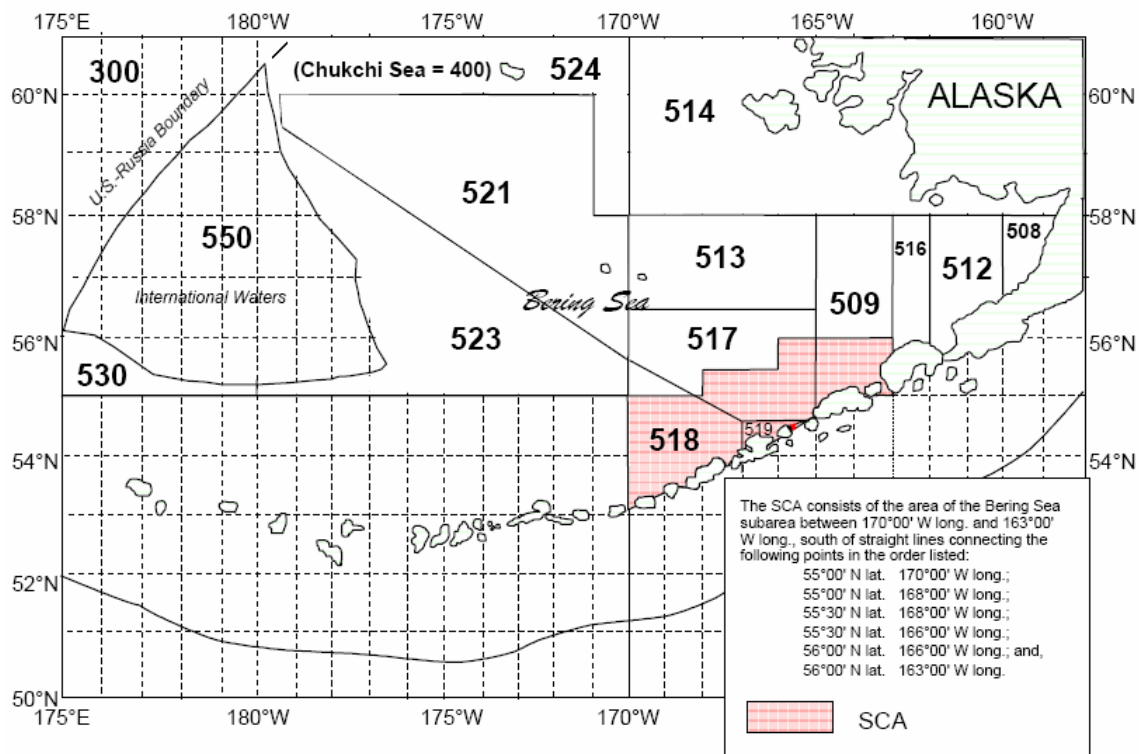 175°E 180°W 175°W 170°W 165°W 160°W
300
(Chukchi Sea = 400)
524
ALASKA
60°N
60°N
514
U.S.-Russia Boundary
521
58°N
58°N
550
513
516
508
512
International Waters
Bering Sea
509
523
517
56°N
56°N
530
518
519
54°N
54°N
The SCA consists of the area of the Bering Sea
subarea between 170°00' W long. and 163°00'
W long., south of straight lines connecting the
following points in the order listed:
55°00' N lat. 170°00' W long.;
55°00' N lat. 168°00' W long.;
55°30' N lat. 168°00' W long.;
55°30' N lat. 166°00' W long.;
56°00' N lat. 166°00' W long.; and,
56°00' N lat. 163°00' W long.
52°N
SCA
50°N
175°E 180°W 175°W 170°W